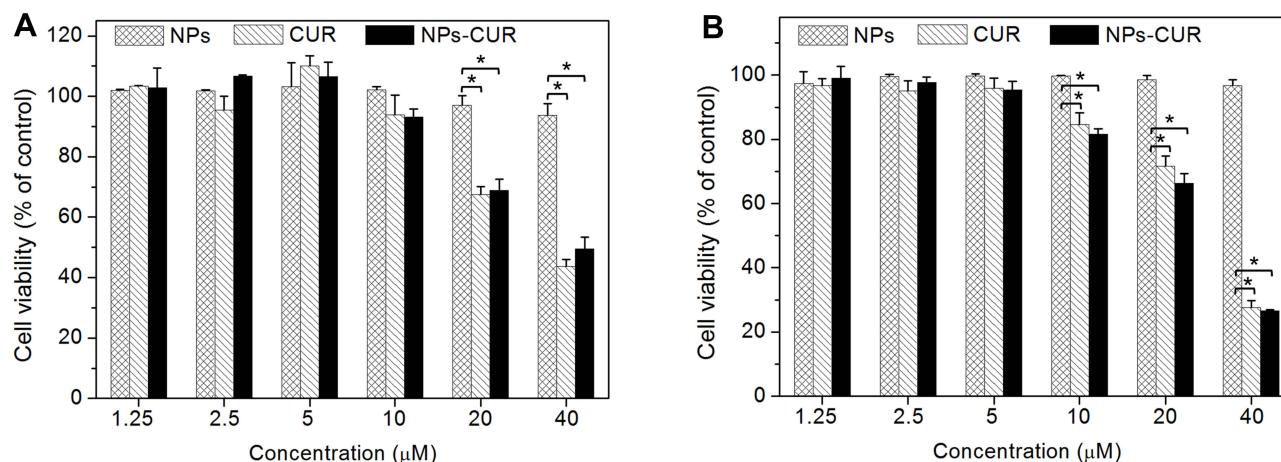 A
NPs CUR NPs-CUR
120
100
80
60
40
20
0
Cell viability (% of control)
* * * *
1.25 2.5 5 10 20 40
Concentration (μM)
B
NPs CUR NPs-CUR
100
80
60
40
20
0
Cell viability (% of control)
* * * * * *
1.25 2.5 5 10 20 40
Concentration (μM)